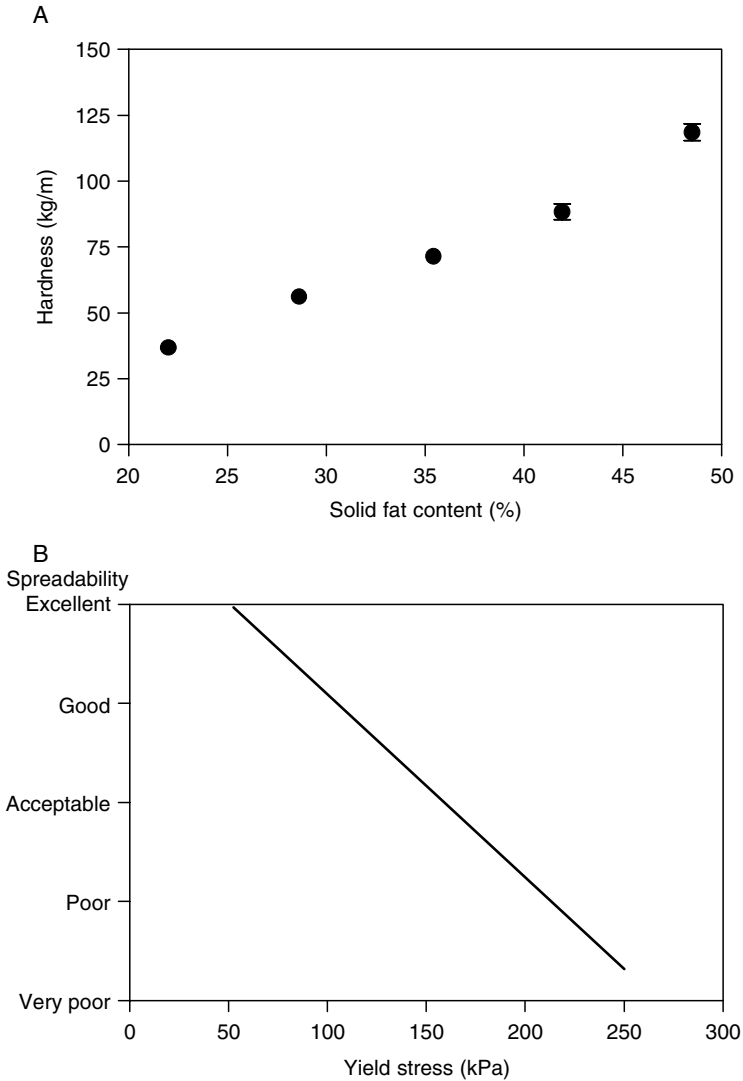 A
150
125
100
75
50
25
0
Hardness (kg/m)
20 25 30 35 40 45 50
Solid fat content (%)
B
Spreadability
Excellent
Good
Acceptable
Poor
Very poor
0 50 100 150 200 250 300
Yield stress (kPa)